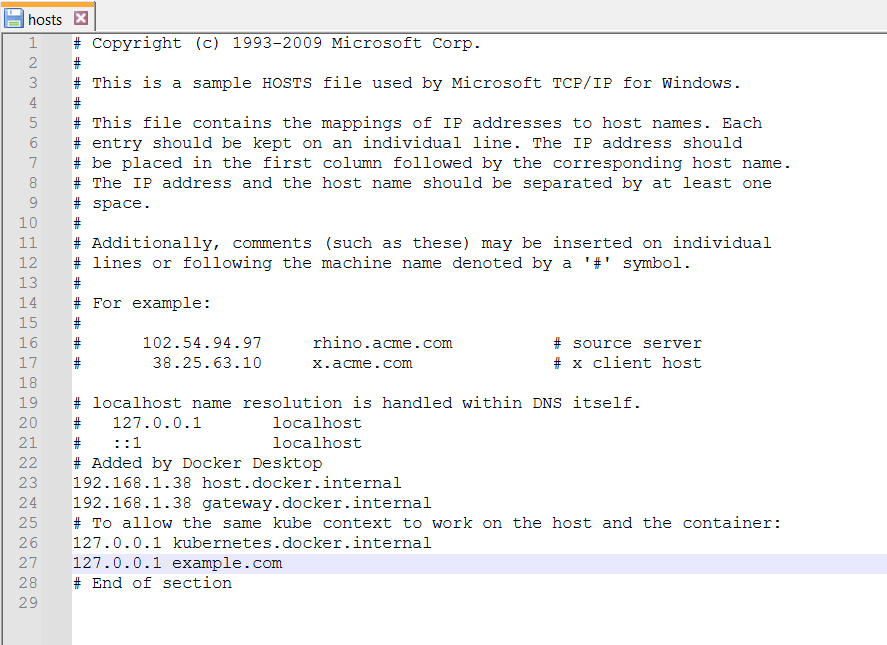 hosts
1 # Copyright (c) 1993-2009 Microsoft Corp.
2 #
3 # This is a sample HOSTS file used by Microsoft TCP/IP for Windows.
4 #
5 # This file contains the mappings of IP addresses to host names. Each
6 # entry should be kept on an individual line. The IP address should
7 # be placed in the first column followed by the corresponding host name.
8 # The IP address and the host name should be separated by at least one
9 # space.
10 #
11 # Additionally, comments (such as these) may be inserted on individual
12 # lines or following the machine name denoted by a '#' symbol.
13 #
14 # For example:
15 #
16 #      102.54.94.97     rhino.acme.com          # source server
17 #       38.25.63.10     x.acme.com              # x client host
18
19 # localhost name resolution is handled within DNS itself.
20 #   127.0.0.1       localhost
21 #   ::1             localhost
22 # Added by Docker Desktop
23 192.168.1.38 host.docker.internal
24 192.168.1.38 gateway.docker.internal
25 # To allow the same kube context to work on the host and the container:
26 127.0.0.1 kubernetes.docker.internal
27 127.0.0.1 example.com
28 # End of section
29